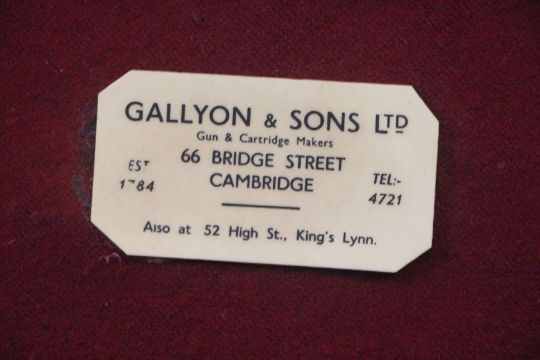 GALLYON & SONS LTD
Gun & Cartridge Makers
66 BRIDGE STREET
CAMBRIDGE
EST
1784
TEL:-
4721
Also at 52 High St., King's Lynn.